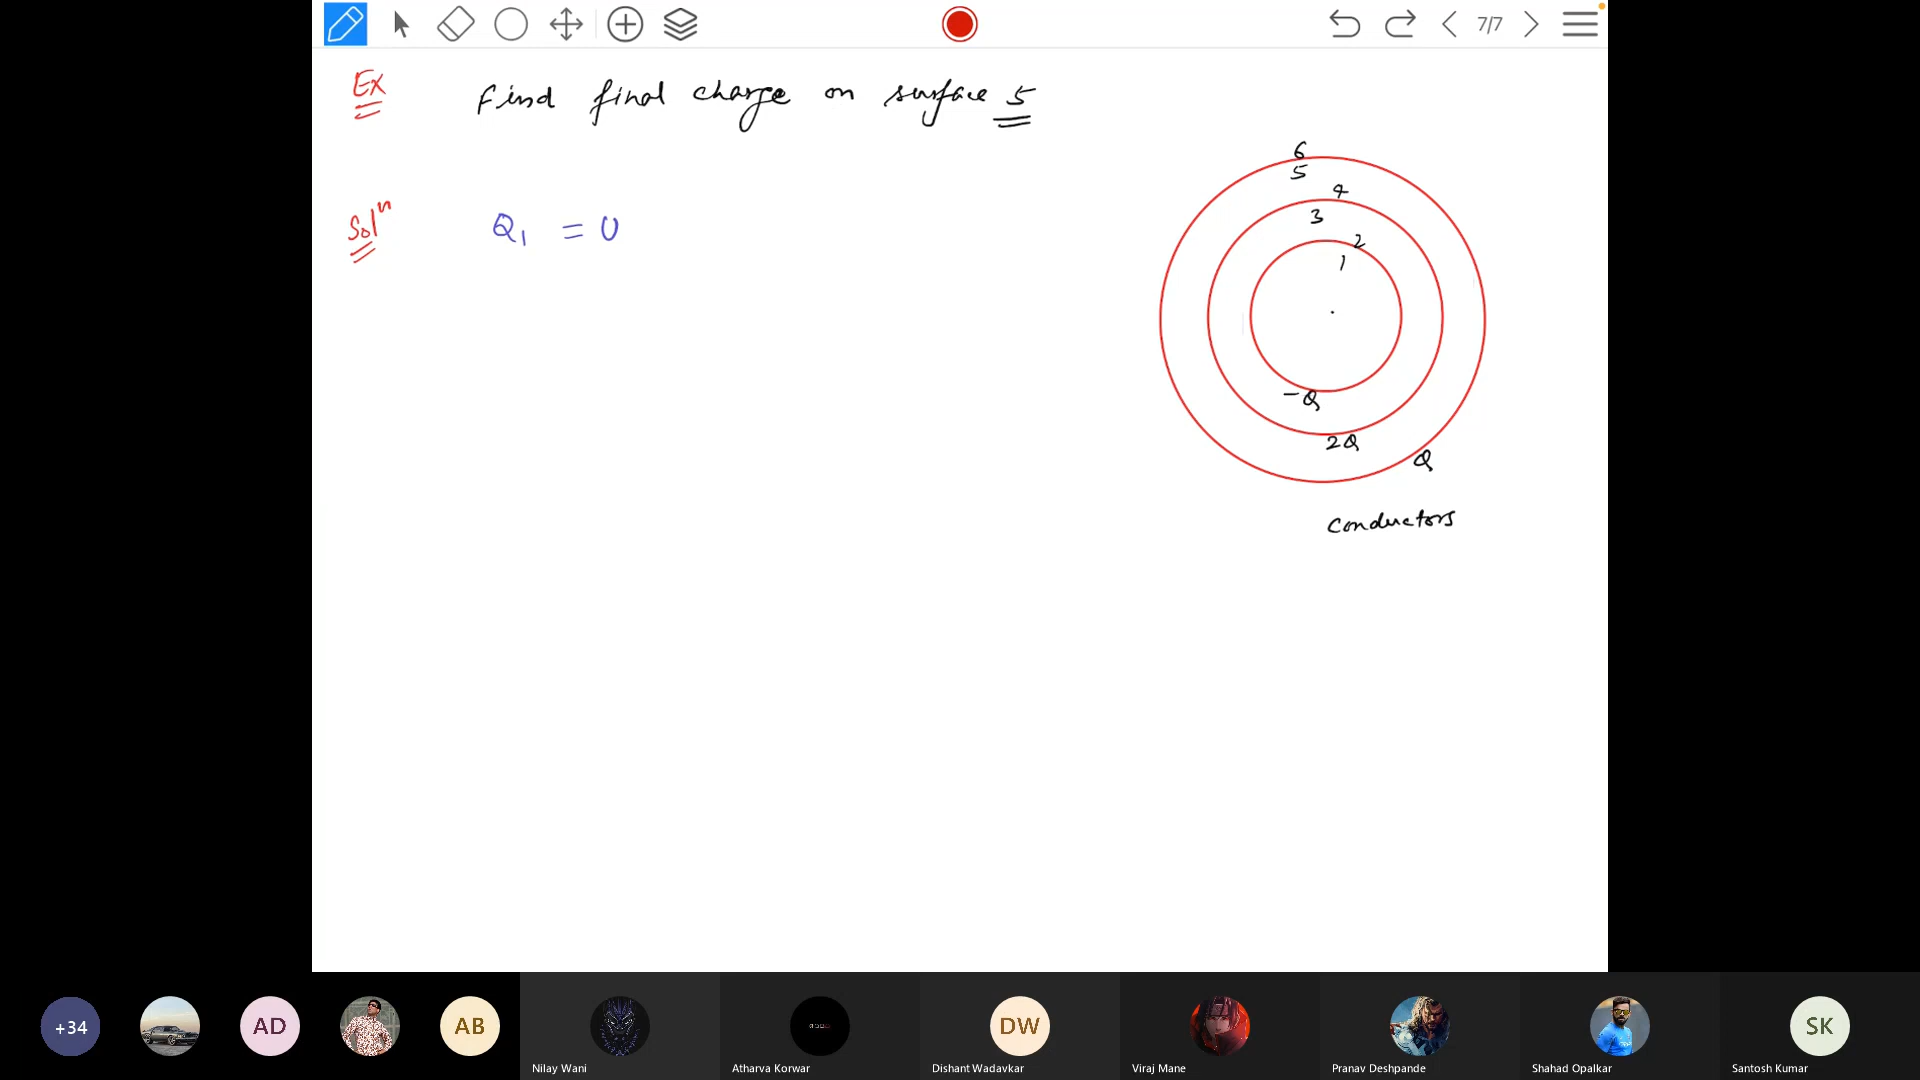 7/7
Ex
Find final charge on surface 5
6
5
4
3
2
1
Solⁿ
Q₁ = 0
-Q
2Q
Q
conductors
+34
AD
AB
DW
SK
Nilay Wani
Atharva Korwar
Dishant Wadavkar
Viraj Mane
Pranav Deshpande
Shahad Opalkar
Santosh Kumar